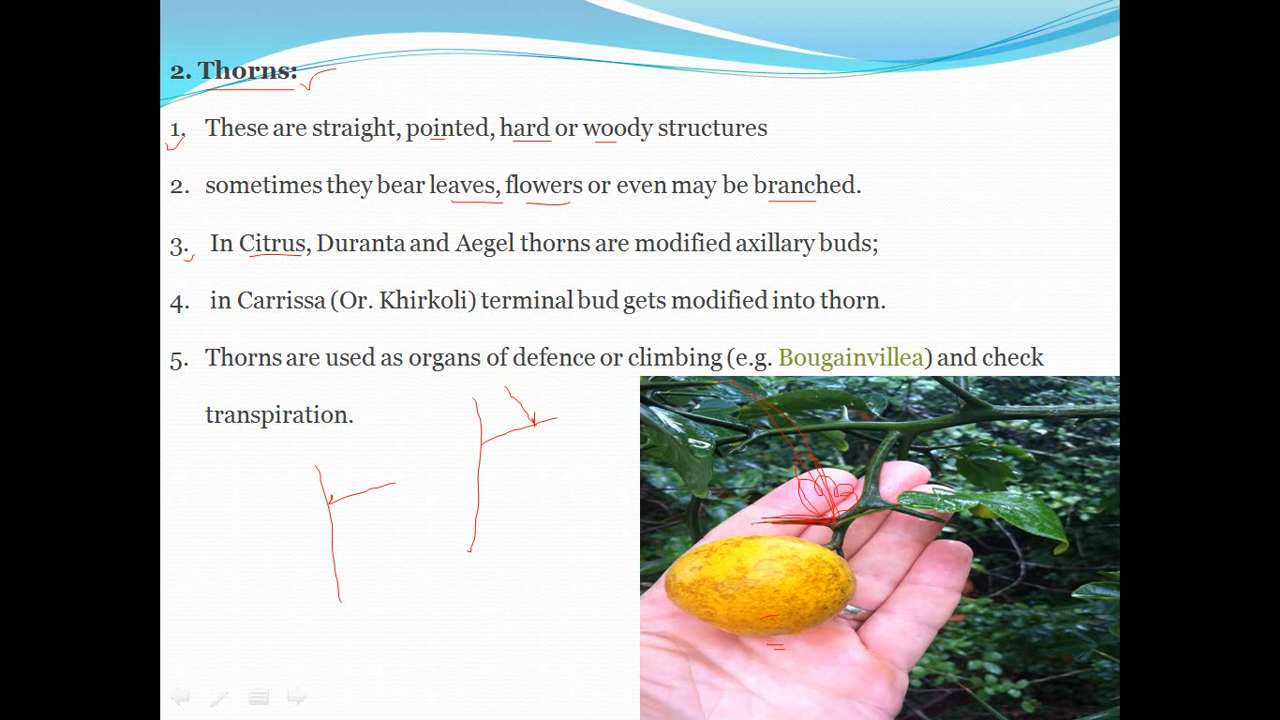 2. Thorns:
1. These are straight, pointed, hard or woody structures
2. sometimes they bear leaves, flowers or even may be branched.
3. In Citrus, Duranta and Aegel thorns are modified axillary buds;
4. in Carrissa (Or. Khirkoli) terminal bud gets modified into thorn.
5. Thorns are used as organs of defence or climbing (e.g. Bougainvillea) and check
transpiration.